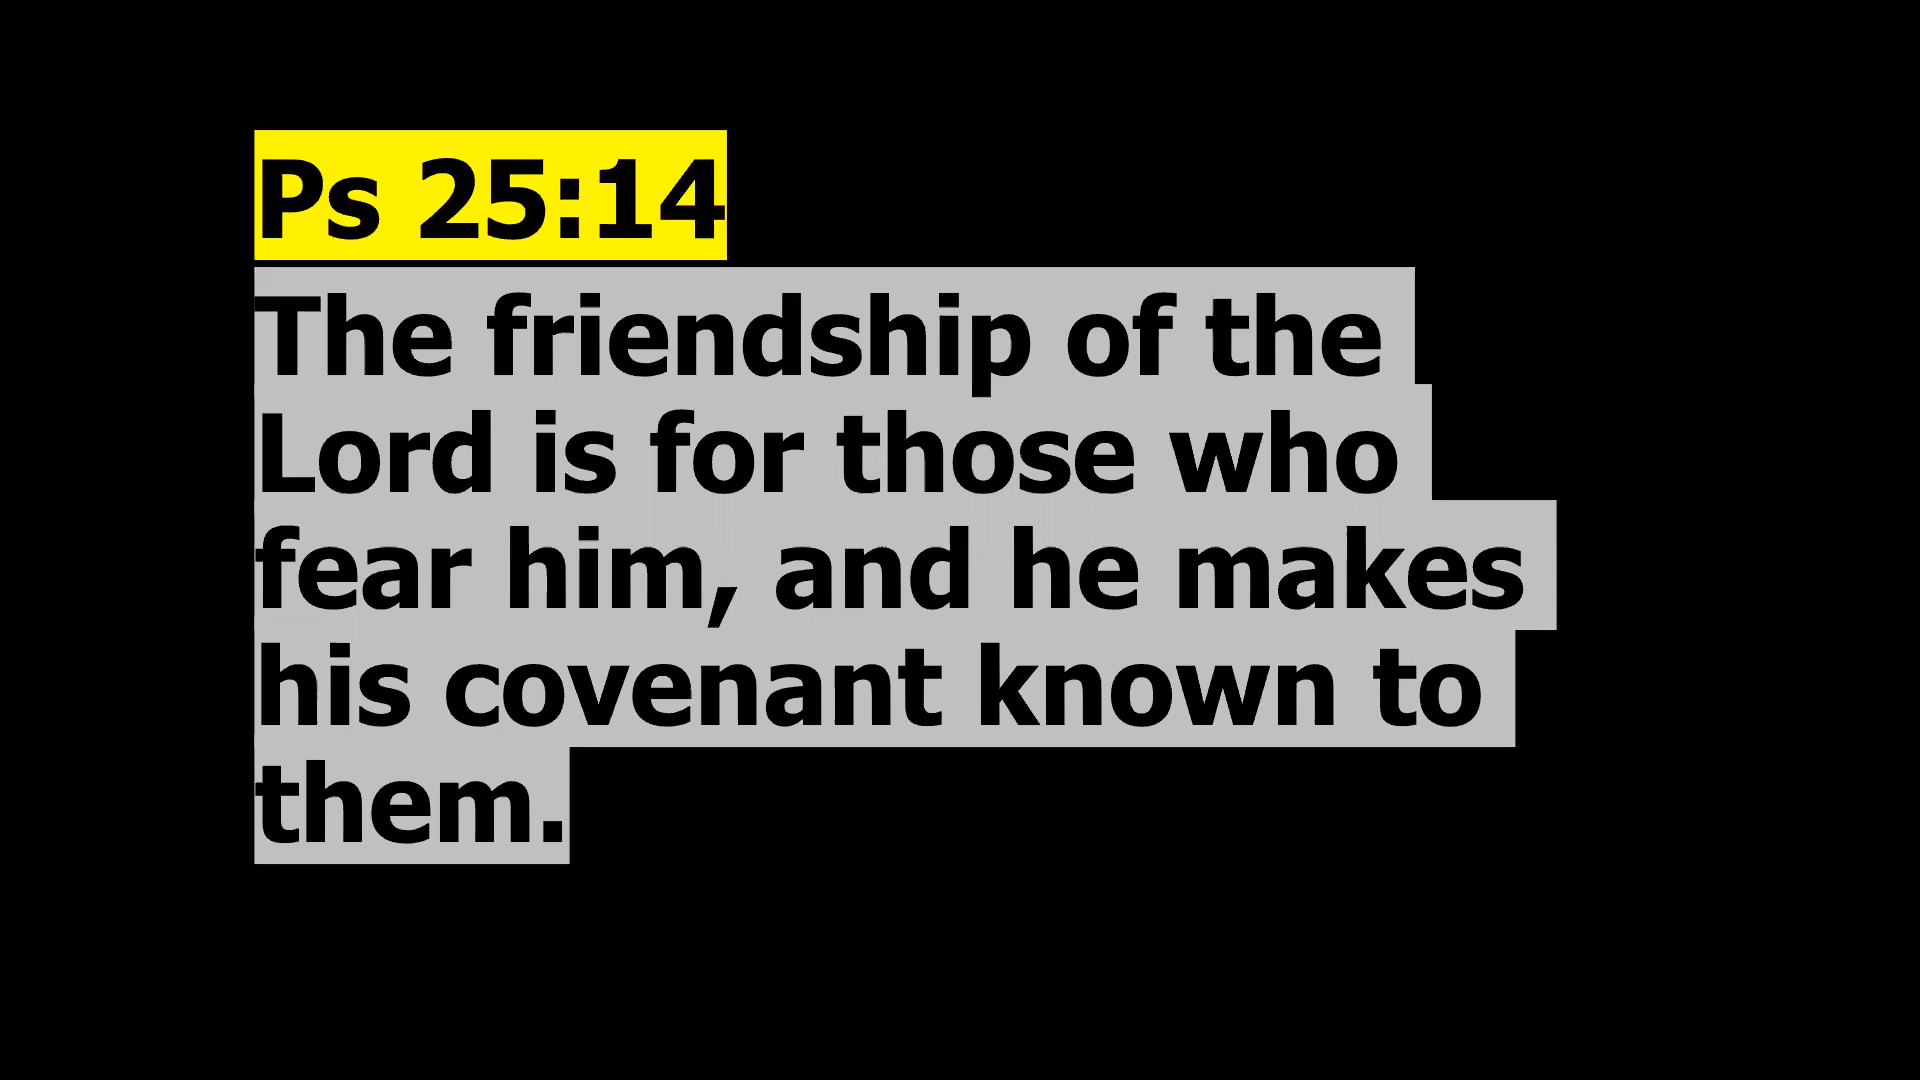 Ps 25:14
The friendship of the
Lord is for those who
fear him, and he makes
his covenant known to
them.